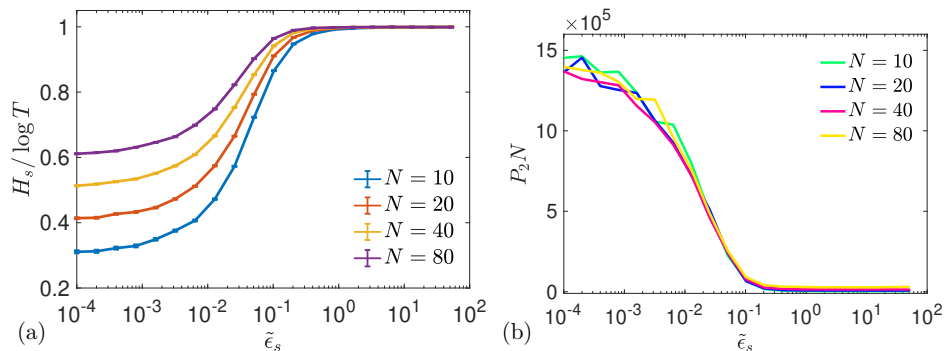 1
0.8
0.6
0.4
0.2
H_s / log T
N = 10
N = 20
N = 40
N = 80
10^-4
10^-3
10^-2
10^-1
10^0
10^1
10^2
(a)
ε̃_s
×10^5
15
10
5
0
P_2 N
N = 10
N = 20
N = 40
N = 80
10^-4
10^-3
10^-2
10^-1
10^0
10^1
10^2
(b)
ε̃_s